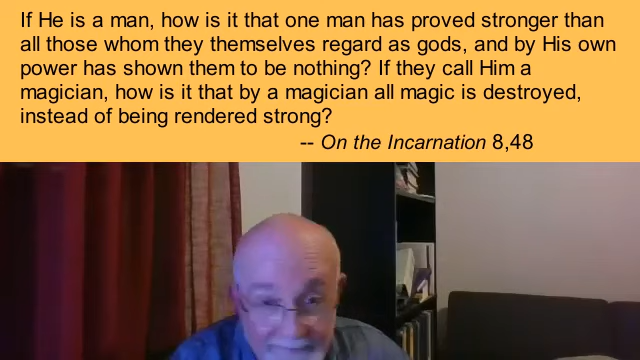 If He is a man, how is it that one man has proved stronger than
all those whom they themselves regard as gods, and by His own
power has shown them to be nothing? If they call Him a
magician, how is it that by a magician all magic is destroyed,
instead of being rendered strong?
-- On the Incarnation 8,48